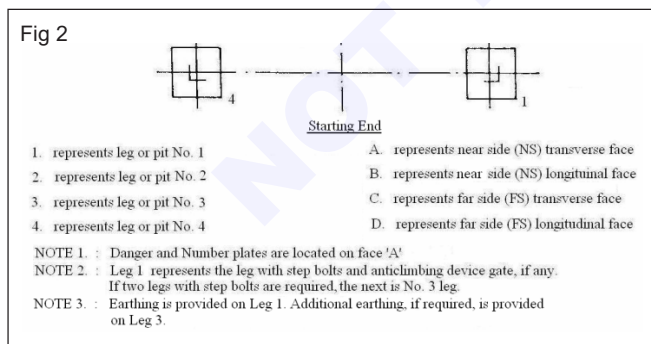 Fig 2
4
1
Starting End
1. represents leg or pit No. 1
2. represents leg or pit No. 2
3. represents leg or pit No. 3
4. represents leg or pit No. 4
A. represents near side (NS) transverse face
B. represents near side (NS) longituinal face
C. represents far side (FS) transverse face
D. represents far side (FS) longitudinal face
NOTE 1. : Danger and Number plates are located on face 'A'
NOTE 2. : Leg 1 represents the leg with step bolts and anticlimbing device gate, if any.
If two legs with step bolts are required, the next is No. 3 leg.
NOTE 3. : Earthing is provided on Leg 1. Additional earthing, if required, is provided
on Leg 3.
NOT